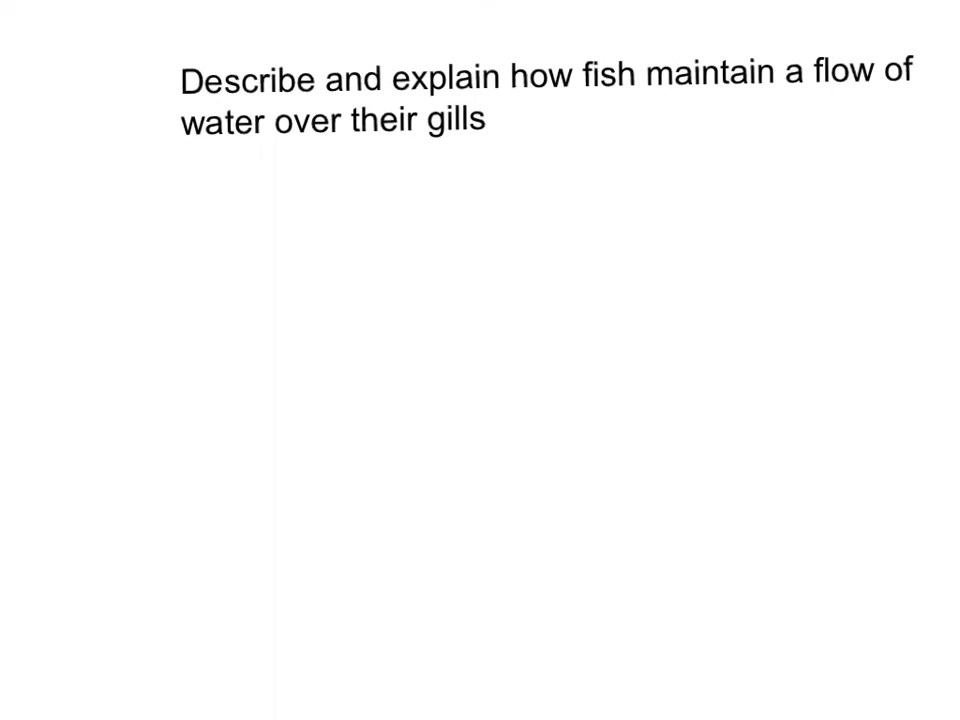 Describe and explain how fish maintain a flow of
water over their gills